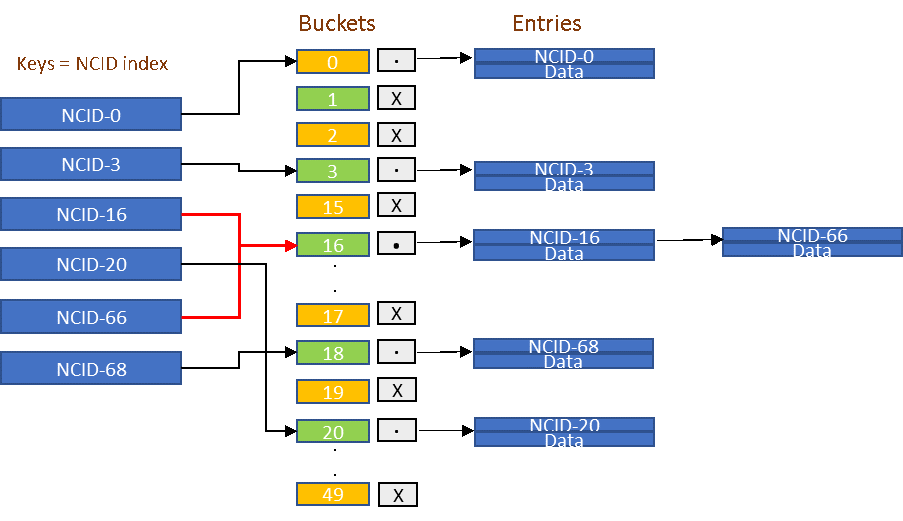 Buckets Entries
Keys = NCID index
0 . NCID-0
Data
NCID-0
1 X
2 X
NCID-3
3 . NCID-3
Data
15 X
NCID-16
16 . NCID-16 NCID-66
Data Data
NCID-20
.
.
NCID-66
17 X
NCID-68
18 . NCID-68
Data
19 X
20 . NCID-20
Data
.
.
49 X